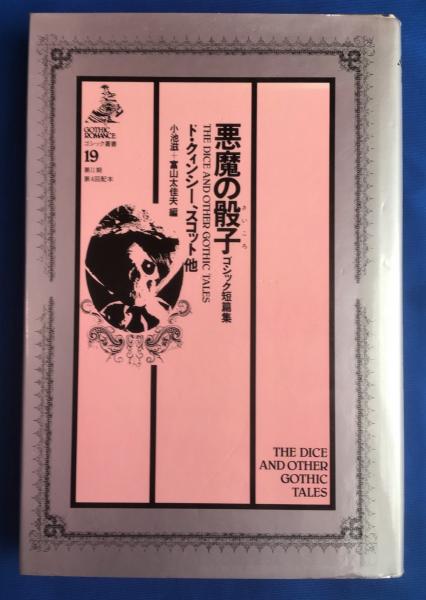 GOTHIC
ROMANCE
ゴシック叢書
19
第II期
第4回配本
悪魔の骰子
さいころ
ゴシック短篇集
THE DICE AND OTHER GOTHIC TALES
ド・クィンシー、スコット他
小池滋+富山太佳夫 編
THE DICE
AND OTHER
GOTHIC
TALES